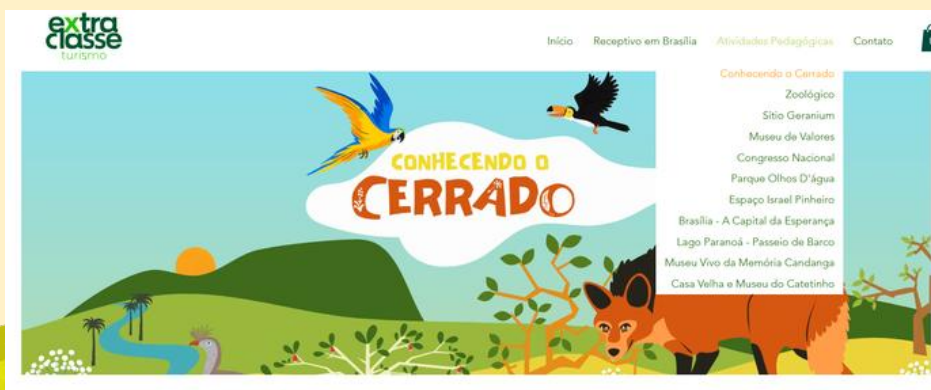 extra
classe
turismo
Início Receptivo em Brasília Atividades Pedagógicas Contato
Conhecendo o Cerrado
Zoológico
Sítio Geranium
Museu de Valores
Congresso Nacional
Parque Olhos D'água
Espaço Israel Pinheiro
Brasília - A Capital da Esperança
Lago Paranoá - Passeio de Barco
Museu Vivo da Memória Candanga
Casa Velha e Museu do Catetinho
CONHECENDO O
CERRADO